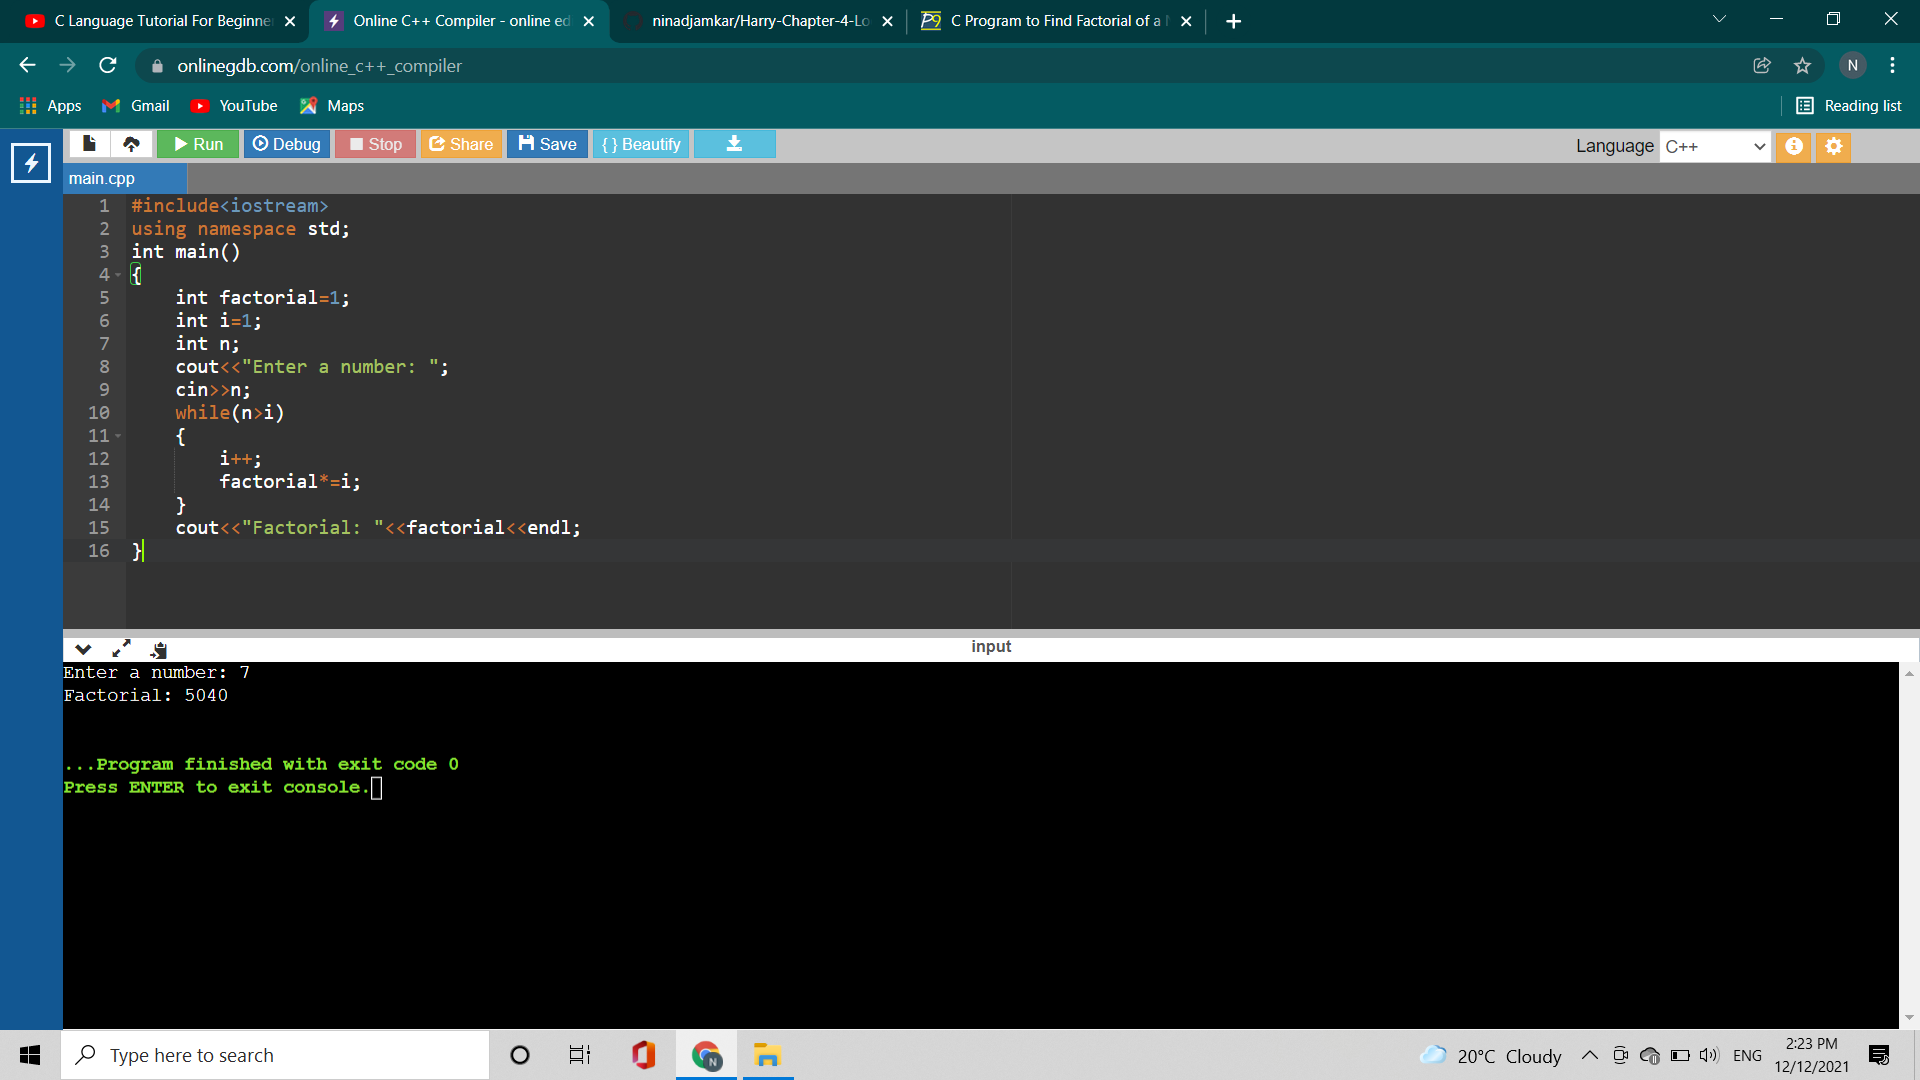 C Language Tutorial For Beginner
Online C++ Compiler - online ed
ninadjamkar/Harry-Chapter-4-Lo
C Program to Find Factorial of a N
onlinegdb.com/online_c++_compiler
N
Apps
Gmail
YouTube
Maps
Reading list
Run
Debug
Stop
Share
Save
{} Beautify
Language
C++
main.cpp
1 #include<iostream>
2 using namespace std;
3 int main()
4 {
5 int factorial=1;
6 int i=1;
7 int n;
8 cout<<"Enter a number: ";
9 cin>>n;
10 while(n>i)
11 {
12 i++;
13 factorial*=i;
14 }
15 cout<<"Factorial: "<<factorial<<endl;
16 }
input
Enter a number: 7
Factorial: 5040
...Program finished with exit code 0
Press ENTER to exit console.
Type here to search
N
20°C Cloudy
ENG
2:23 PM
12/12/2021